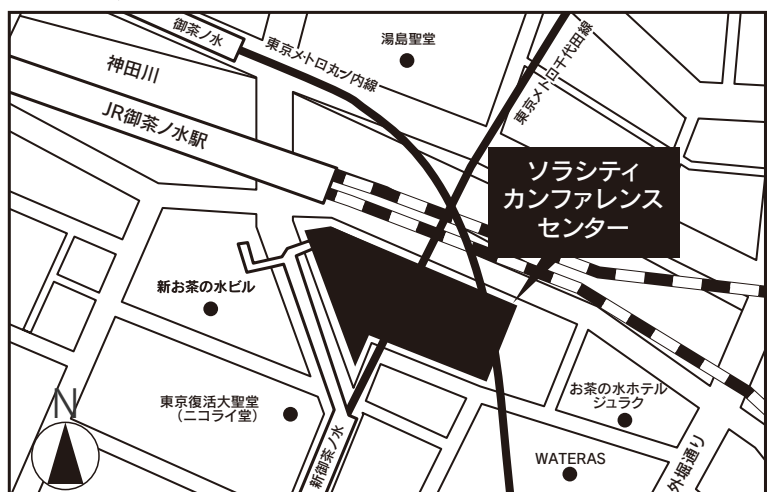 御茶ノ水
東京メトロ丸ノ内線
湯島聖堂
東京メトロ千代田線
神田川
JR御茶ノ水駅
ソラシティ
カンファレンス
センター
新お茶の水ビル
東京復活大聖堂
（ニコライ堂）
新御茶ノ水
お茶の水ホテル
ジュラク
WATERAS
外堀通り
N